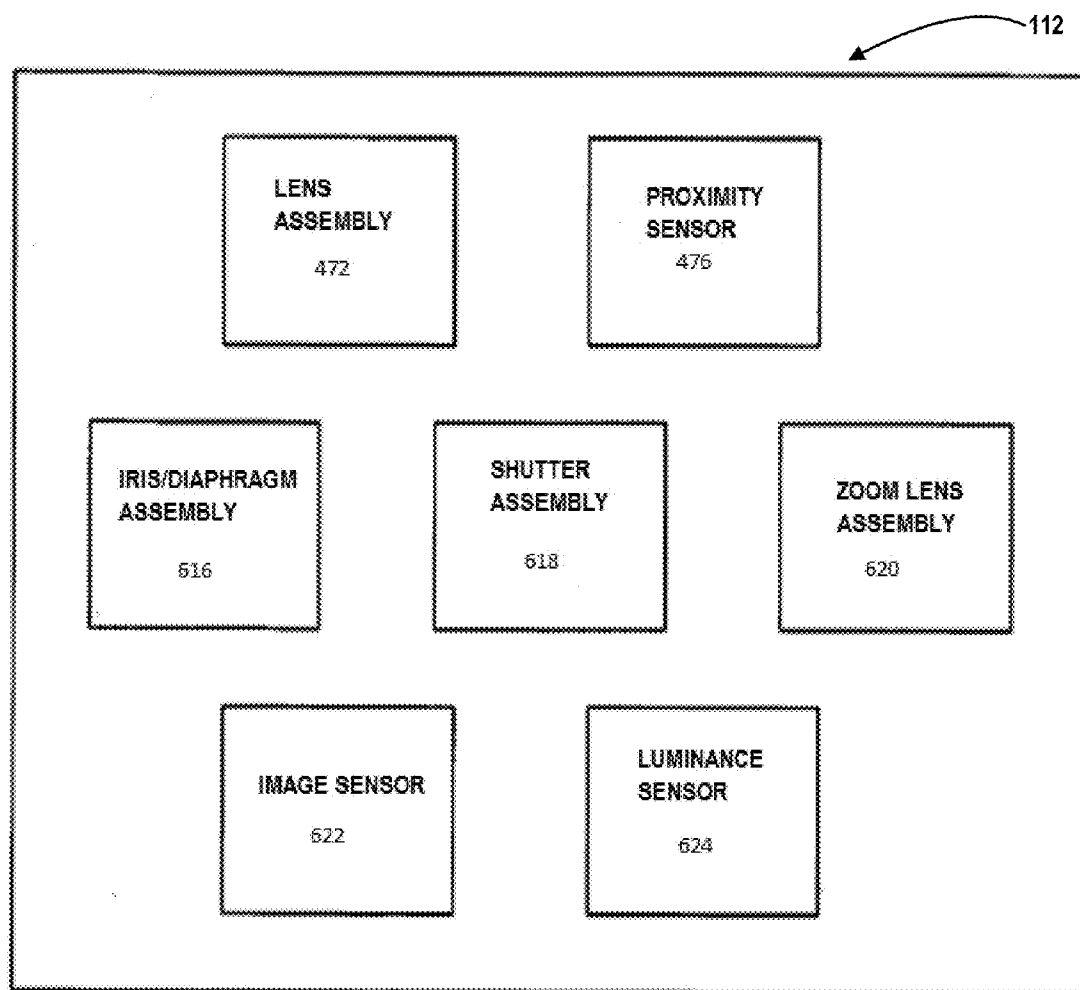 112
LENS
ASSEMBLY
472
PROXIMITY
SENSOR
476
IRIS/DIAPHRAGM
ASSEMBLY
616
SHUTTER
ASSEMBLY
618
ZOOM LENS
ASSEMBLY
620
IMAGE SENSOR
622
LUMINANCE
SENSOR
624